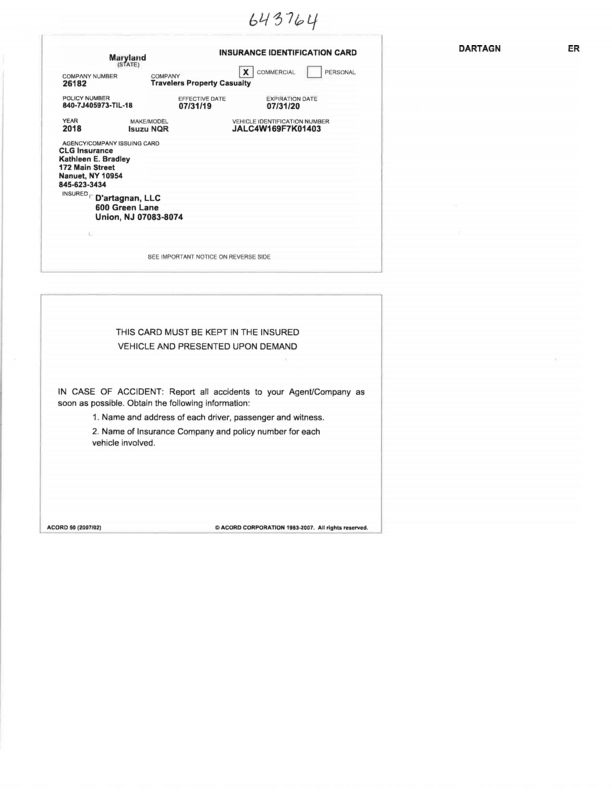 643764
DARTAGN ER
INSURANCE IDENTIFICATION CARD
Maryland
(STATE)
X COMMERCIAL PERSONAL
COMPANY NUMBER COMPANY
26182 Travelers Property Casualty
POLICY NUMBER EFFECTIVE DATE EXPIRATION DATE
840-7J405973-TIL-18 07/31/19 07/31/20
YEAR MAKE/MODEL VEHICLE IDENTIFICATION NUMBER
2018 Isuzu NQR JALC4W169F7K01403
AGENCY/COMPANY ISSUING CARD
CLG Insurance
Kathleen E. Bradley
172 Main Street
Nanuet, NY 10954
845-623-3434
INSURED
D'artagnan, LLC
600 Green Lane
Union, NJ 07083-8074
SEE IMPORTANT NOTICE ON REVERSE SIDE
THIS CARD MUST BE KEPT IN THE INSURED
VEHICLE AND PRESENTED UPON DEMAND
IN CASE OF ACCIDENT: Report all accidents to your Agent/Company as
soon as possible. Obtain the following information:
1. Name and address of each driver, passenger and witness.
2. Name of Insurance Company and policy number for each
vehicle involved.
ACORD 50 (2007/02) © ACORD CORPORATION 1983-2007. All rights reserved.